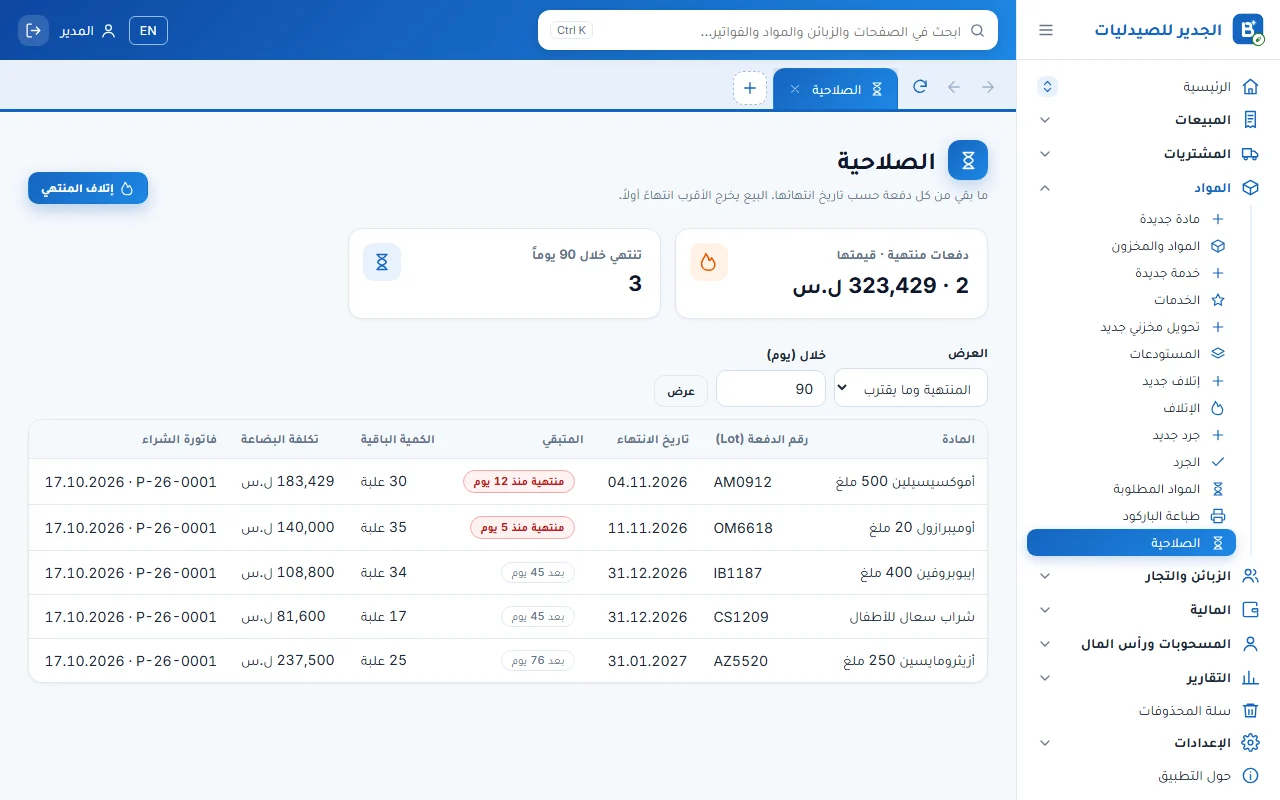 الجدير للصيدليات
ابحث في الصفحات والزبائن والمواد والفواتير...
Ctrl K
EN
المدير
الرئيسية
المبيعات
المشتريات
المواد
مادة جديدة
المواد والمخزون
خدمة جديدة
الخدمات
تحويل مخزني جديد
المستودعات
إتلاف جديد
الإتلاف
جرد جديد
الجرد
المواد المطلوبة
طباعة الباركود
الصلاحية
الزبائن والتجار
المالية
المسحوبات ورأس المال
التقارير
سلة المحذوفات
الإعدادات
حول التطبيق
الصلاحية
الصلاحية
ما بقي من كل دفعة حسب تاريخ انتهائها. البيع يخرج الأقرب انتهاءً أولاً.
إتلاف المنتهي
دفعات منتهية · قيمتها
2 · 323,429 ل.س
تنتهي خلال 90 يوماً
3
العرض
خلال (يوم)
المنتهية وما يقترب
90
عرض
المادة رقم الدفعة (Lot) تاريخ الانتهاء المتبقي الكمية الباقية تكلفة البضاعة فاتورة الشراء
أموكسيسيلين 500 ملغ AM0912 04.11.2026 منتهية منذ 12 يوم 30 علبة 183,429 ل.س 17.10.2026 · P-26-0001
أوميبرازول 20 ملغ OM6618 11.11.2026 منتهية منذ 5 يوم 35 علبة 140,000 ل.س 17.10.2026 · P-26-0001
إيبوبروفين 400 ملغ IB1187 31.12.2026 بعد 45 يوم 34 علبة 108,800 ل.س 17.10.2026 · P-26-0001
شراب سعال للأطفال CS1209 31.12.2026 بعد 45 يوم 17 علبة 81,600 ل.س 17.10.2026 · P-26-0001
أزيثرومايسين 250 ملغ AZ5520 31.01.2027 بعد 76 يوم 25 علبة 237,500 ل.س 17.10.2026 · P-26-0001